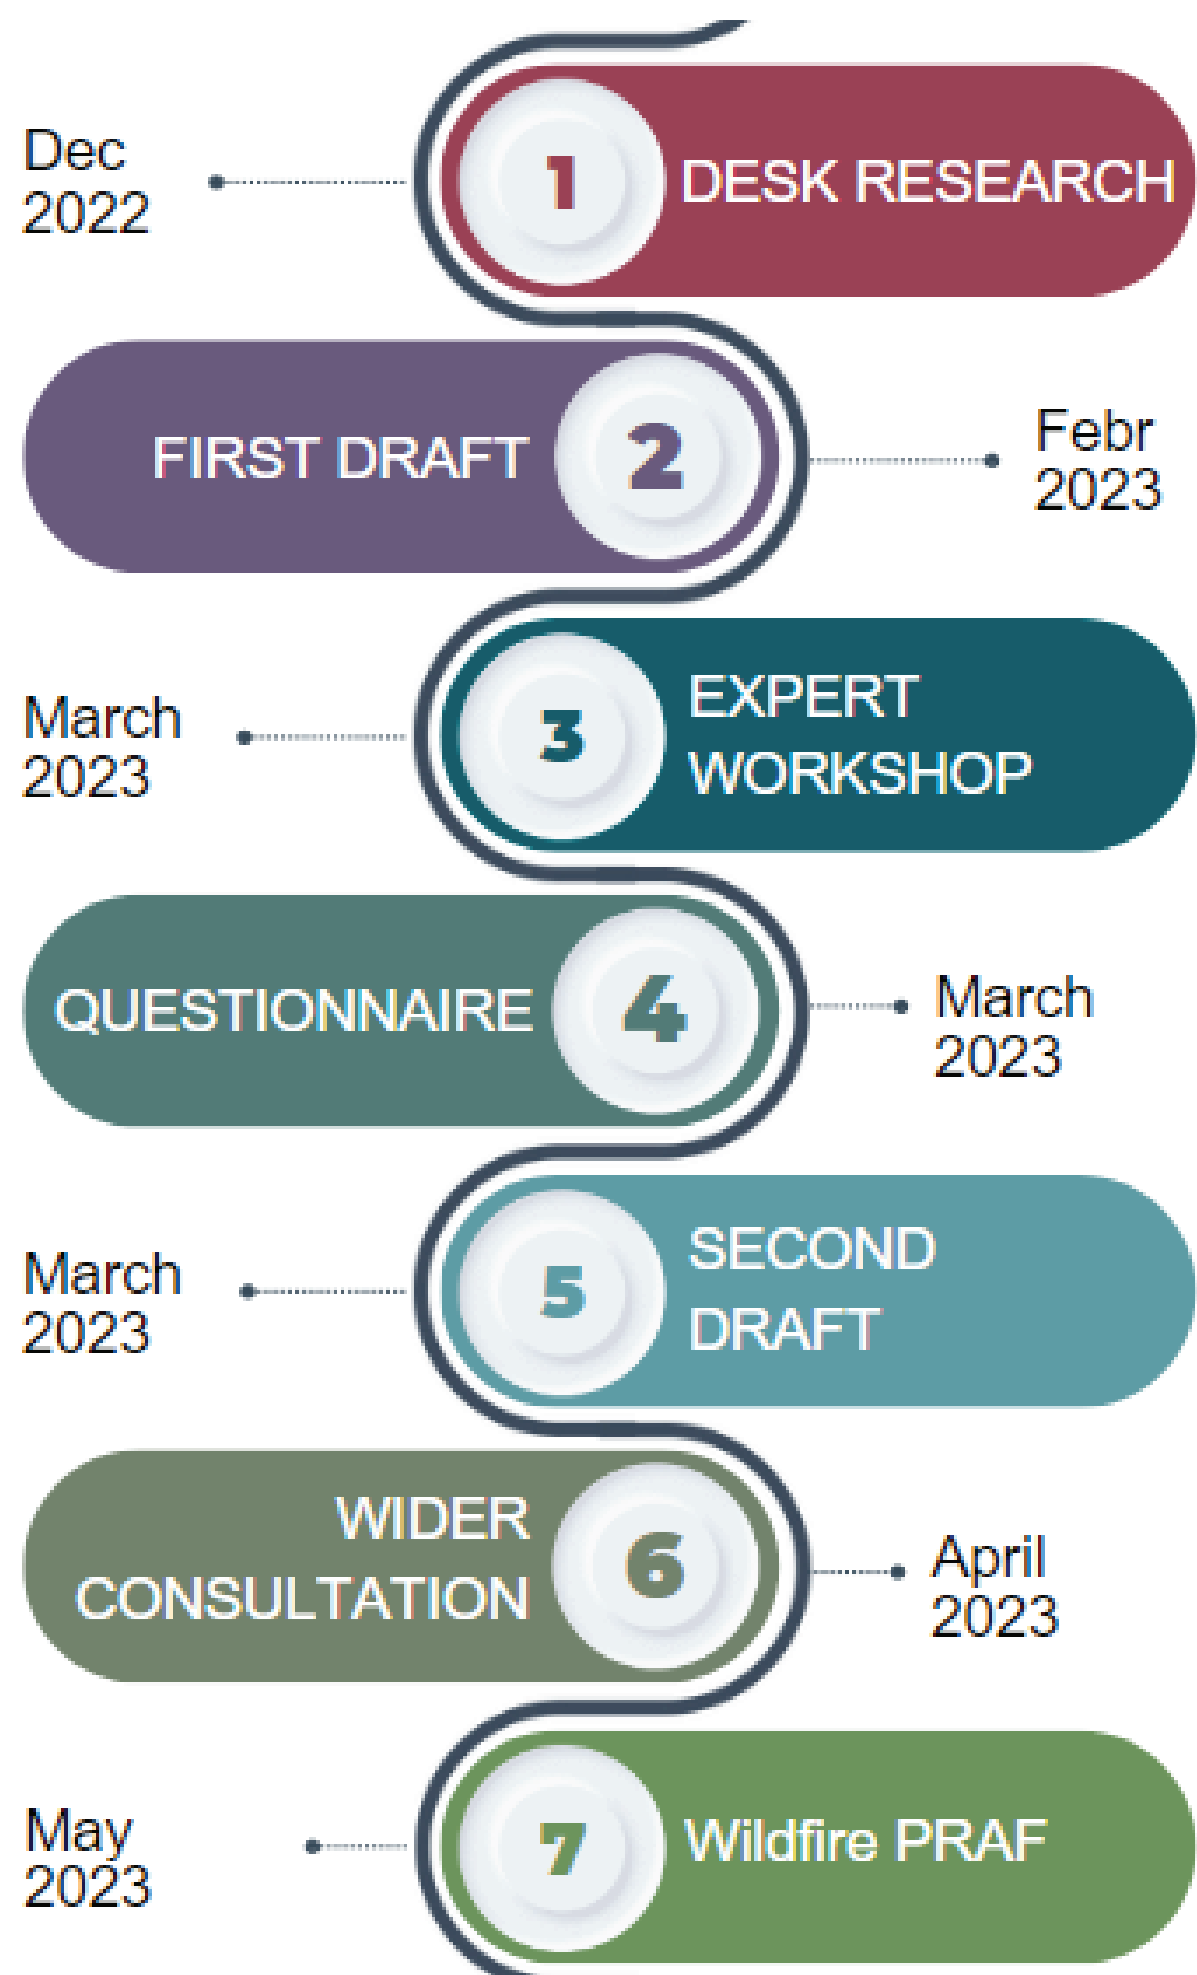 Dec
2022
1
DESK RESEARCH
FIRST DRAFT
2
Febr
2023
March
2023
3
EXPERT
WORKSHOP
QUESTIONNAIRE
4
March
2023
March
2023
5
SECOND
DRAFT
WIDER
CONSULTATION
6
April
2023
May
2023
7
Wildfire PRAF